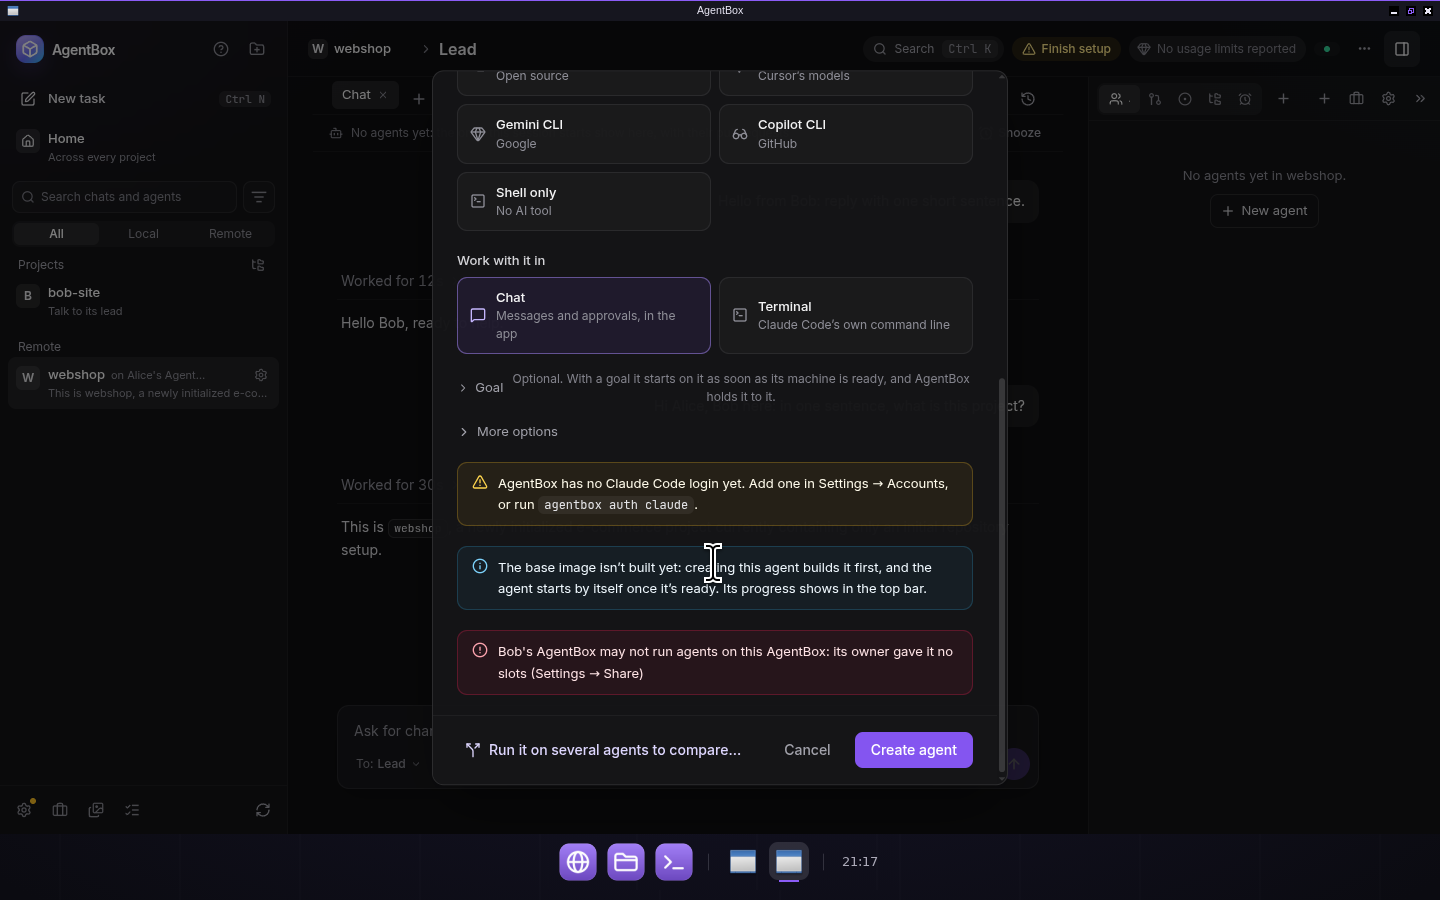 AgentBox
AgentBox
W webshop > Lead
Search Ctrl K
Finish setup
No usage limits reported
New task Ctrl N
Home
Across every project
Search chats and agents
All Local Remote
Projects
B bob-site
Talk to its lead
Remote
W webshop on Alice's Agent...
This is webshop, a newly initialized e-co...
Chat
No agents yet:
nooze
ce.
Worked for 12
Hello Bob, rea
ct?
Worked for 30
This is websho
setup.
Ask for char
To: Lead
Open source
Cursor's models
Gemini CLI
Google
Copilot CLI
GitHub
Shell only
No AI tool
Work with it in
Chat
Messages and approvals, in the
app
Terminal
Claude Code's own command line
Goal
Optional. With a goal it starts on it as soon as its machine is ready, and AgentBox
holds it to it.
More options
AgentBox has no Claude Code login yet. Add one in Settings → Accounts,
or run agentbox auth claude.
The base image isn't built yet: creating this agent builds it first, and the
agent starts by itself once it's ready. Its progress shows in the top bar.
Bob's AgentBox may not run agents on this AgentBox: its owner gave it no
slots (Settings → Share)
Run it on several agents to compare...
Cancel
Create agent
No agents yet in webshop.
New agent
21:17